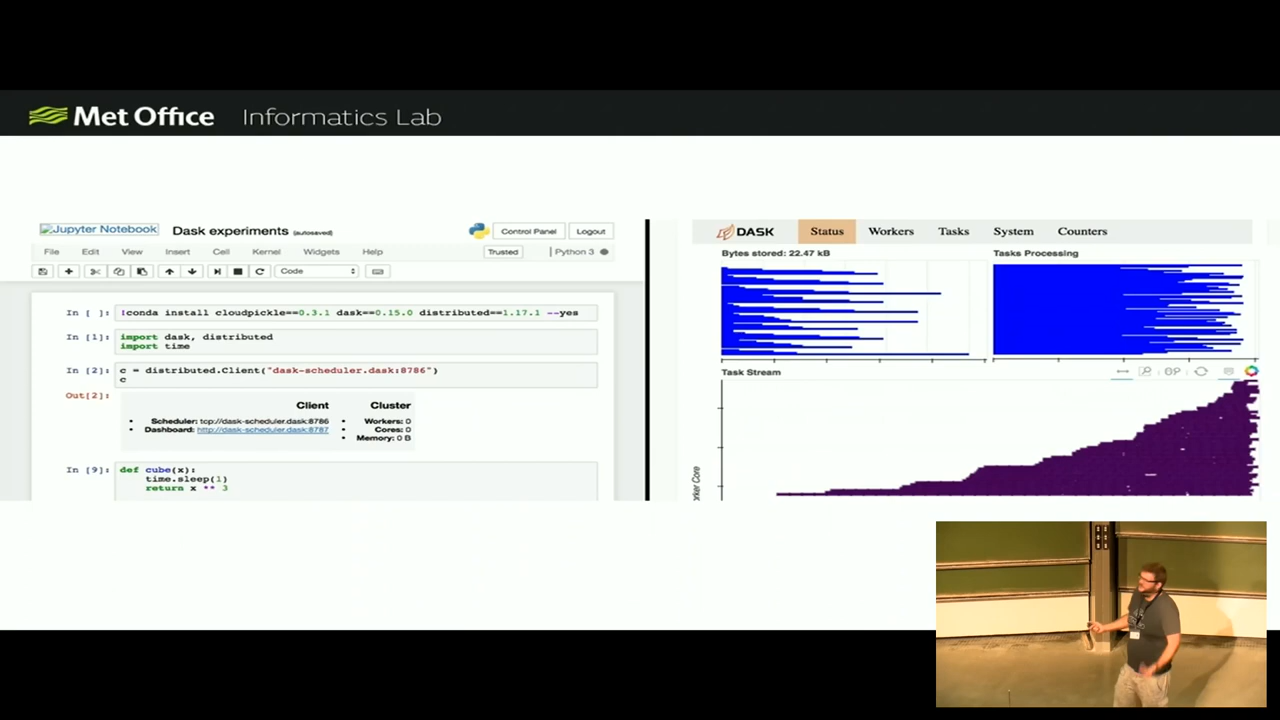 Met Office Informatics Lab
Jupyter Notebook Dask experiments (autosaved)
Control Panel Logout
File Edit View Insert Cell Kernel Widgets Help Trusted Python 3
Code
In [ ]: !conda install cloudpickle==0.3.1 dask==0.15.0 distributed==1.17.1 --yes
In [1]: import dask, distributed
import time
In [2]: c = distributed.Client("dask-scheduler.dask:8786")
c
Out[2]:
Client Cluster
• Scheduler: tcp://dask-scheduler.dask:8786 • Workers: 0
• Dashboard: http://dask-scheduler.dask:8787 • Cores: 0
• Memory: 0 B
In [9]: def cube(x):
time.sleep(1)
return x ** 3
DASK Status Workers Tasks System Counters
Bytes stored: 22.47 kB Tasks Processing
Task Stream